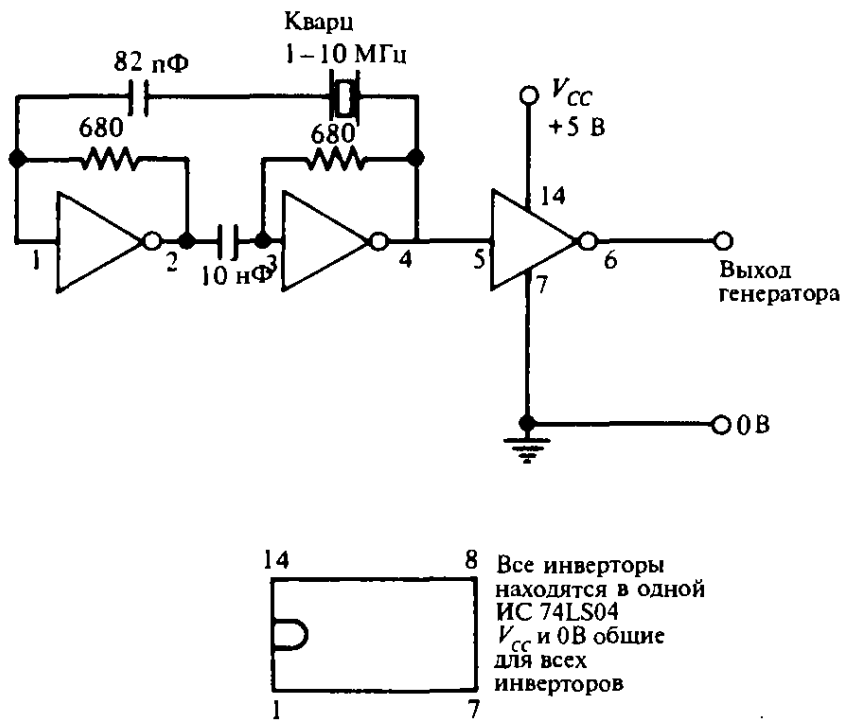 Кварц
1–10 МГц
82 пФ
680
680
V_CC
+5 В
14
1
2
10 нФ
3
4
5
6
7
Выход
генератора
0 В
14
8
1
7
Все инверторы
находятся в одной
ИС 74LS04
V_CC и 0В общие
для всех
инверторов